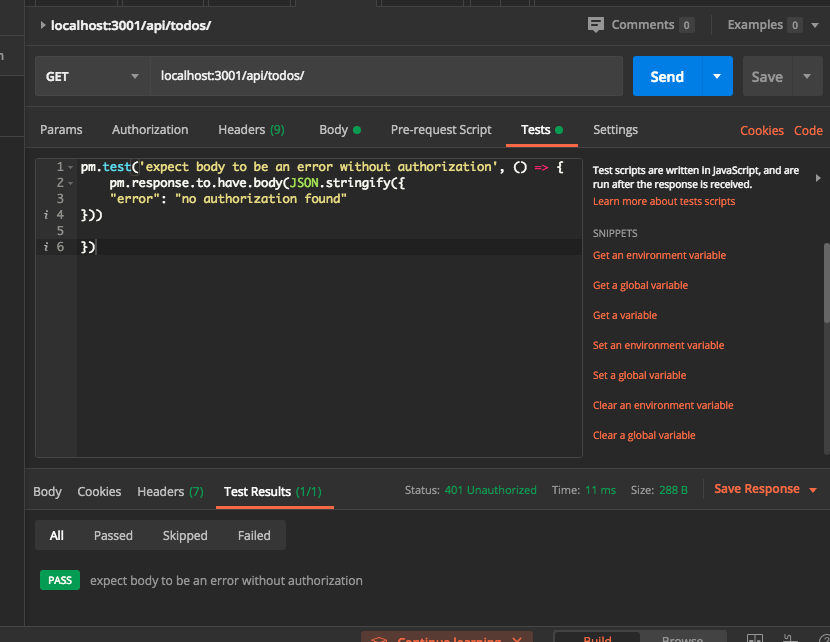 localhost:3001/api/todos/
Comments 0
Examples 0
GET
localhost:3001/api/todos/
Send
Save
Params
Authorization
Headers (9)
Body
Pre-request Script
Tests
Settings
Cookies
Code
1 pm.test('expect body to be an error without authorization', () => {
2 pm.response.to.have.body(JSON.stringify({
3 "error": "no authorization found"
i 4 }))
5
i 6 })
Test scripts are written in JavaScript, and are
run after the response is received.
Learn more about tests scripts
SNIPPETS
Get an environment variable
Get a global variable
Get a variable
Set an environment variable
Set a global variable
Clear an environment variable
Clear a global variable
Body
Cookies
Headers (7)
Test Results (1/1)
Status: 401 Unauthorized
Time: 11 ms
Size: 288 B
Save Response
All
Passed
Skipped
Failed
PASS
expect body to be an error without authorization
Continue learning
Build
Browse